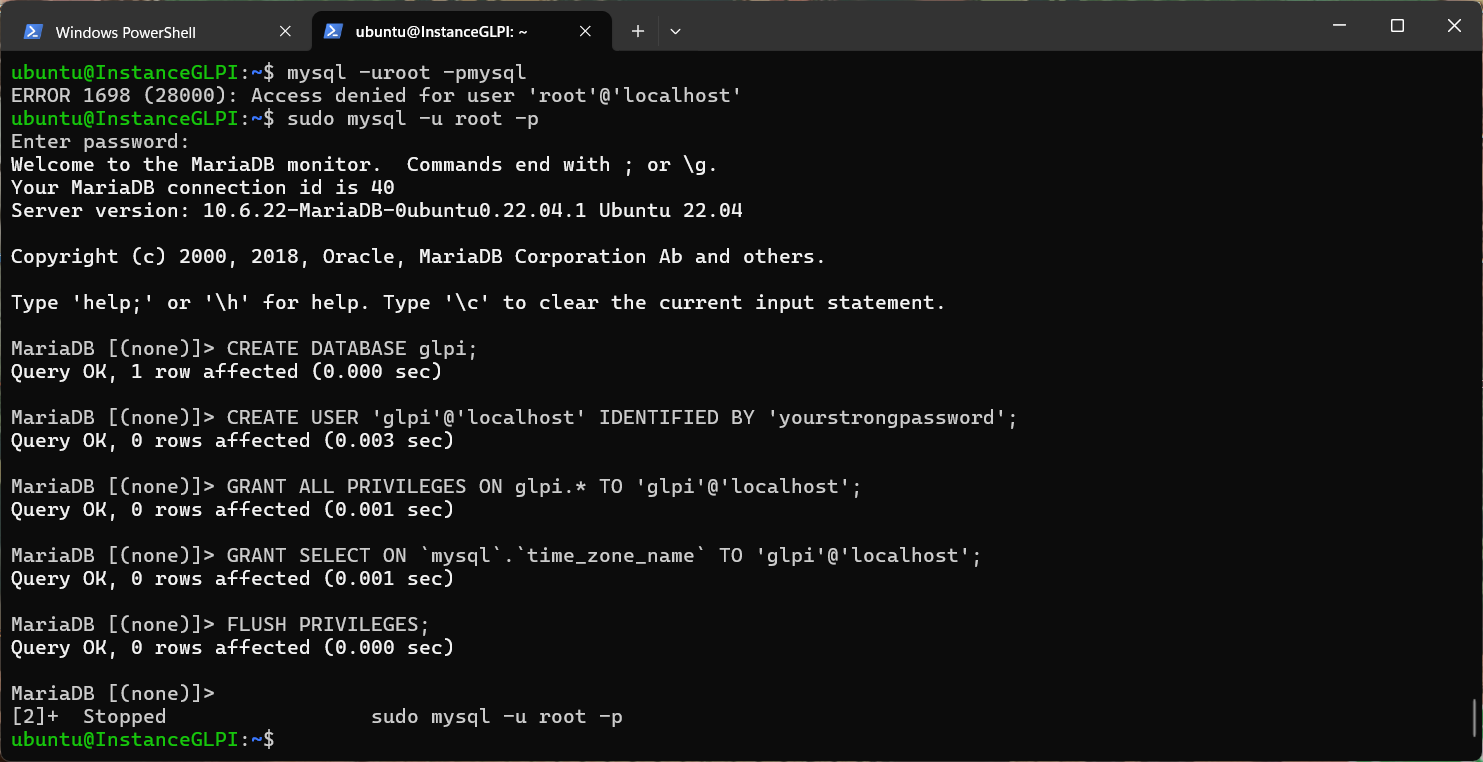 Windows PowerShell
ubuntu@InstanceGLPI: ~
ubuntu@InstanceGLPI:~$ mysql -uroot -pmysql
ERROR 1698 (28000): Access denied for user 'root'@'localhost'
ubuntu@InstanceGLPI:~$ sudo mysql -u root -p
Enter password:
Welcome to the MariaDB monitor.  Commands end with ; or \g.
Your MariaDB connection id is 40
Server version: 10.6.22-MariaDB-0ubuntu0.22.04.1 Ubuntu 22.04
Copyright (c) 2000, 2018, Oracle, MariaDB Corporation Ab and others.
Type 'help;' or '\h' for help. Type '\c' to clear the current input statement.
MariaDB [(none)]> CREATE DATABASE glpi;
Query OK, 1 row affected (0.000 sec)
MariaDB [(none)]> CREATE USER 'glpi'@'localhost' IDENTIFIED BY 'yourstrongpassword';
Query OK, 0 rows affected (0.003 sec)
MariaDB [(none)]> GRANT ALL PRIVILEGES ON glpi.* TO 'glpi'@'localhost';
Query OK, 0 rows affected (0.001 sec)
MariaDB [(none)]> GRANT SELECT ON `mysql`.`time_zone_name` TO 'glpi'@'localhost';
Query OK, 0 rows affected (0.001 sec)
MariaDB [(none)]> FLUSH PRIVILEGES;
Query OK, 0 rows affected (0.000 sec)
MariaDB [(none)]>
[2]+  Stopped                 sudo mysql -u root -p
ubuntu@InstanceGLPI:~$